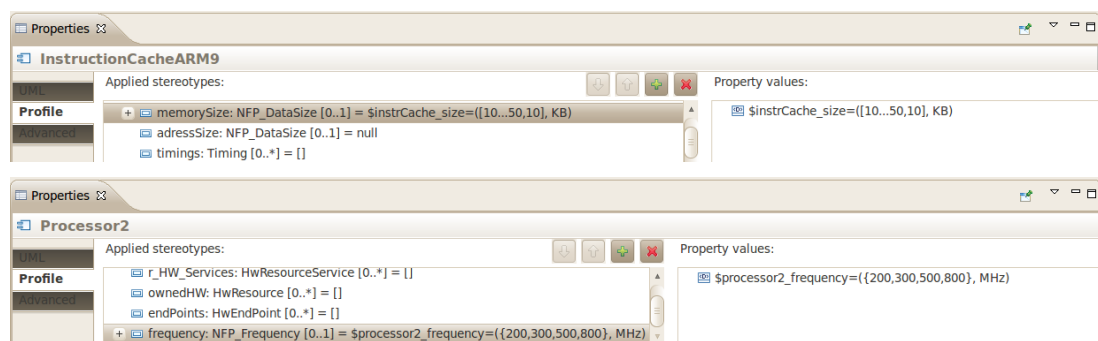 Properties
InstructionCacheARM9
Applied stereotypes:
Property values:
UML
Profile
Advanced
memorySize: NFP_DataSize [0..1] = $instrCache_size=([10...50,10], KB)
adressSize: NFP_DataSize [0..1] = null
timings: Timing [0..*] = []
$instrCache_size=([10...50,10], KB)
Properties
Processor2
Applied stereotypes:
Property values:
UML
Profile
Advanced
r_HW_Services: HwResourceService [0..*] = []
ownedHW: HwResource [0..*] = []
endPoints: HwEndPoint [0..*] = []
frequency: NFP_Frequency [0..1] = $processor2_frequency=({200,300,500,800}, MHz)
$processor2_frequency=({200,300,500,800}, MHz)